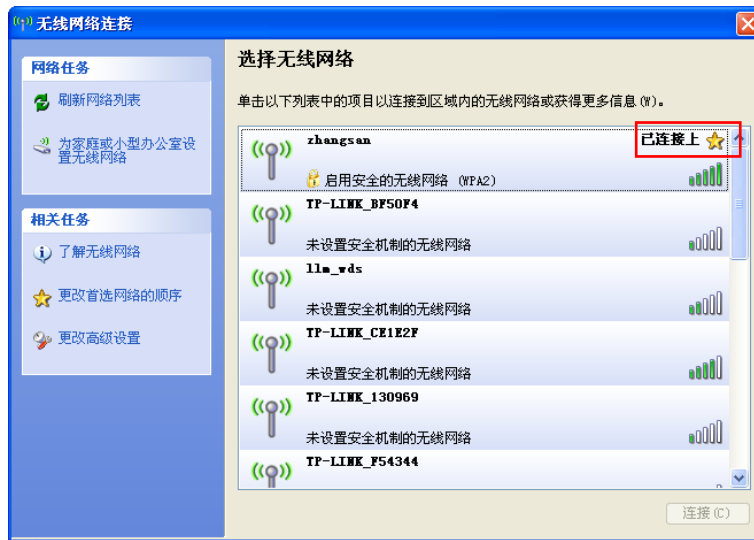 无线网络连接
网络任务
刷新网络列表
为家庭或小型办公室设
置无线网络
相关任务
了解无线网络
更改首选网络的顺序
更改高级设置
选择无线网络
单击以下列表中的项目以连接到区域内的无线网络或获得更多信息(W)。
zhangsan 已连接上
启用安全的无线网络 (WPA2)
TP-LINK_BF50F4
未设置安全机制的无线网络
llm_wds
未设置安全机制的无线网络
TP-LINK_CE1E2F
未设置安全机制的无线网络
TP-LINK_130969
未设置安全机制的无线网络
TP-LINK_F54344
连接(C)